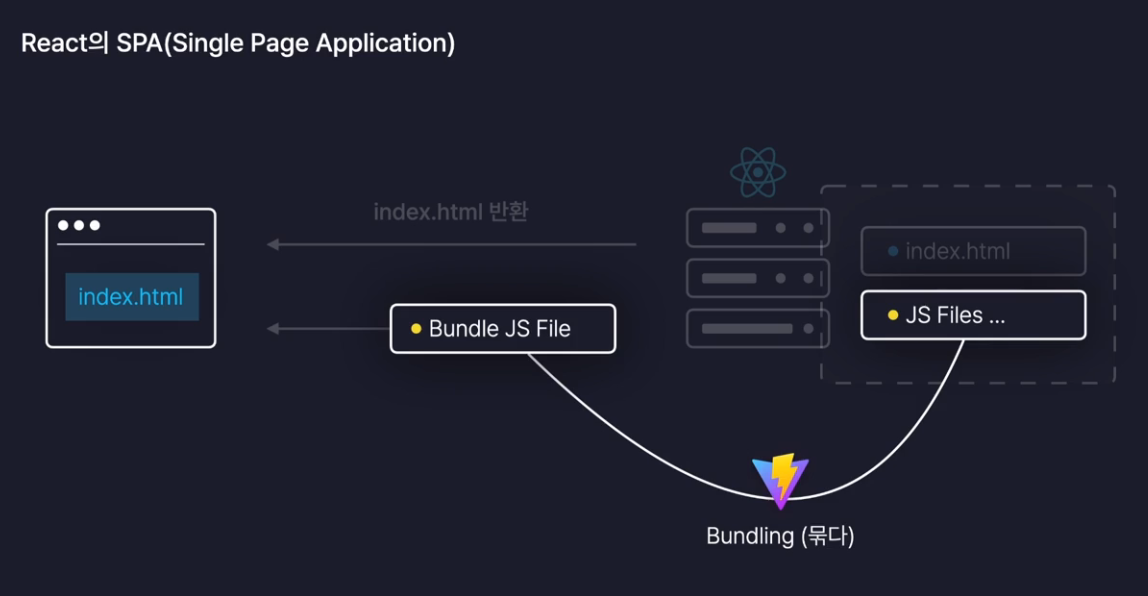 React의 SPA(Single Page Application)
index.html 반환
index.html
index.html
Bundle JS File
JS Files ...
Bundling (묶다)